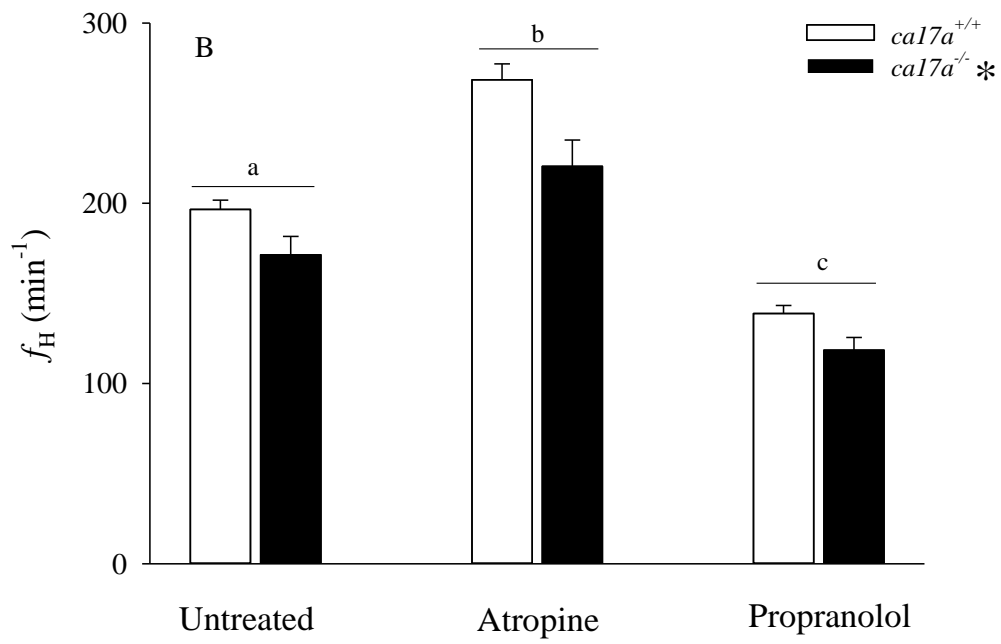 300
B
b
ca17a+/+
ca17a-/- *
a
200
c
fH (min-1)
100
0
Untreated Atropine Propranolol